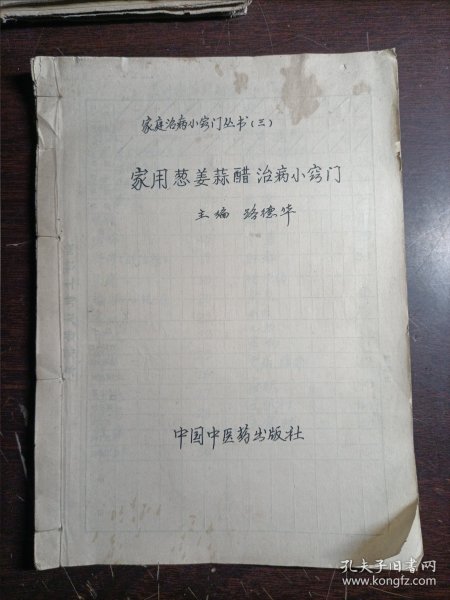 家庭治病小窍门丛书(三)
家用葱姜蒜醋治病小窍门
主编 路德华
中国中医药出版社
孔夫子旧书网
www.kongfz.com